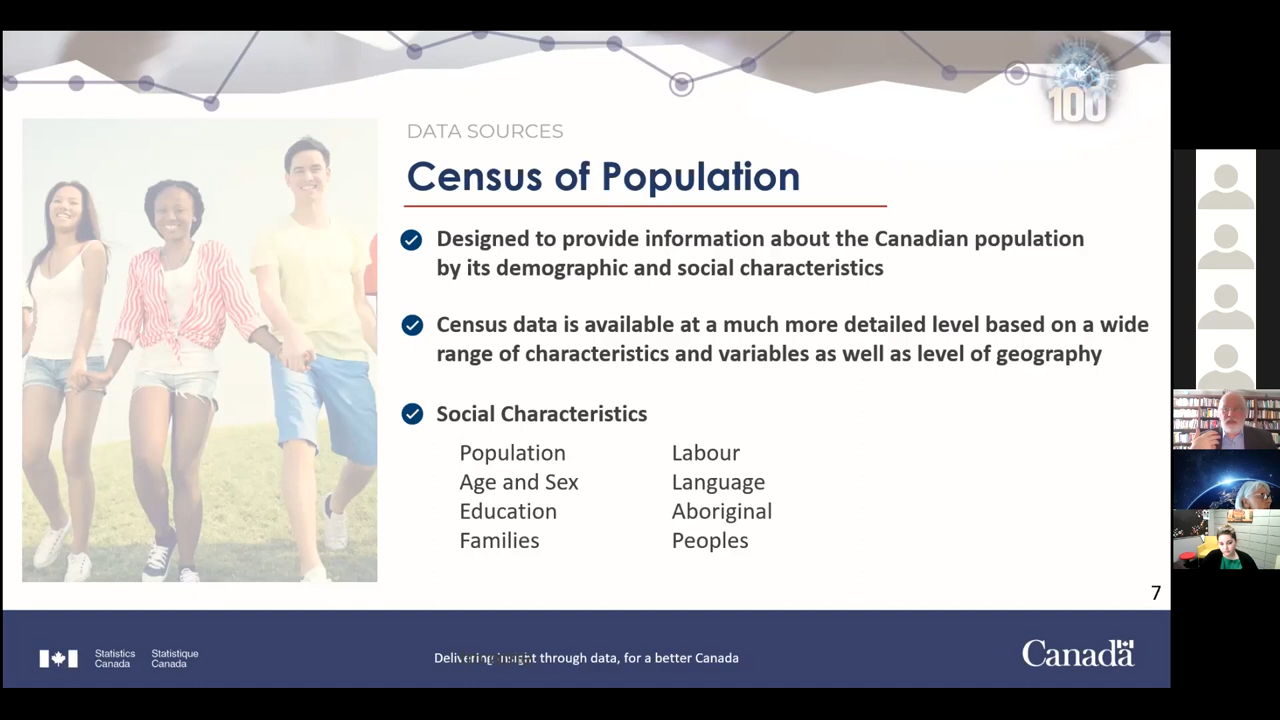 100
DATA SOURCES
Census of Population
Designed to provide information about the Canadian population
by its demographic and social characteristics
Census data is available at a much more detailed level based on a wide
range of characteristics and variables as well as level of geography
Social Characteristics
Population
Age and Sex
Education
Families
Labour
Language
Aboriginal
Peoples
7
Statistics
Canada
Statistique
Canada
Delivering insight through data, for a better Canada
Canada